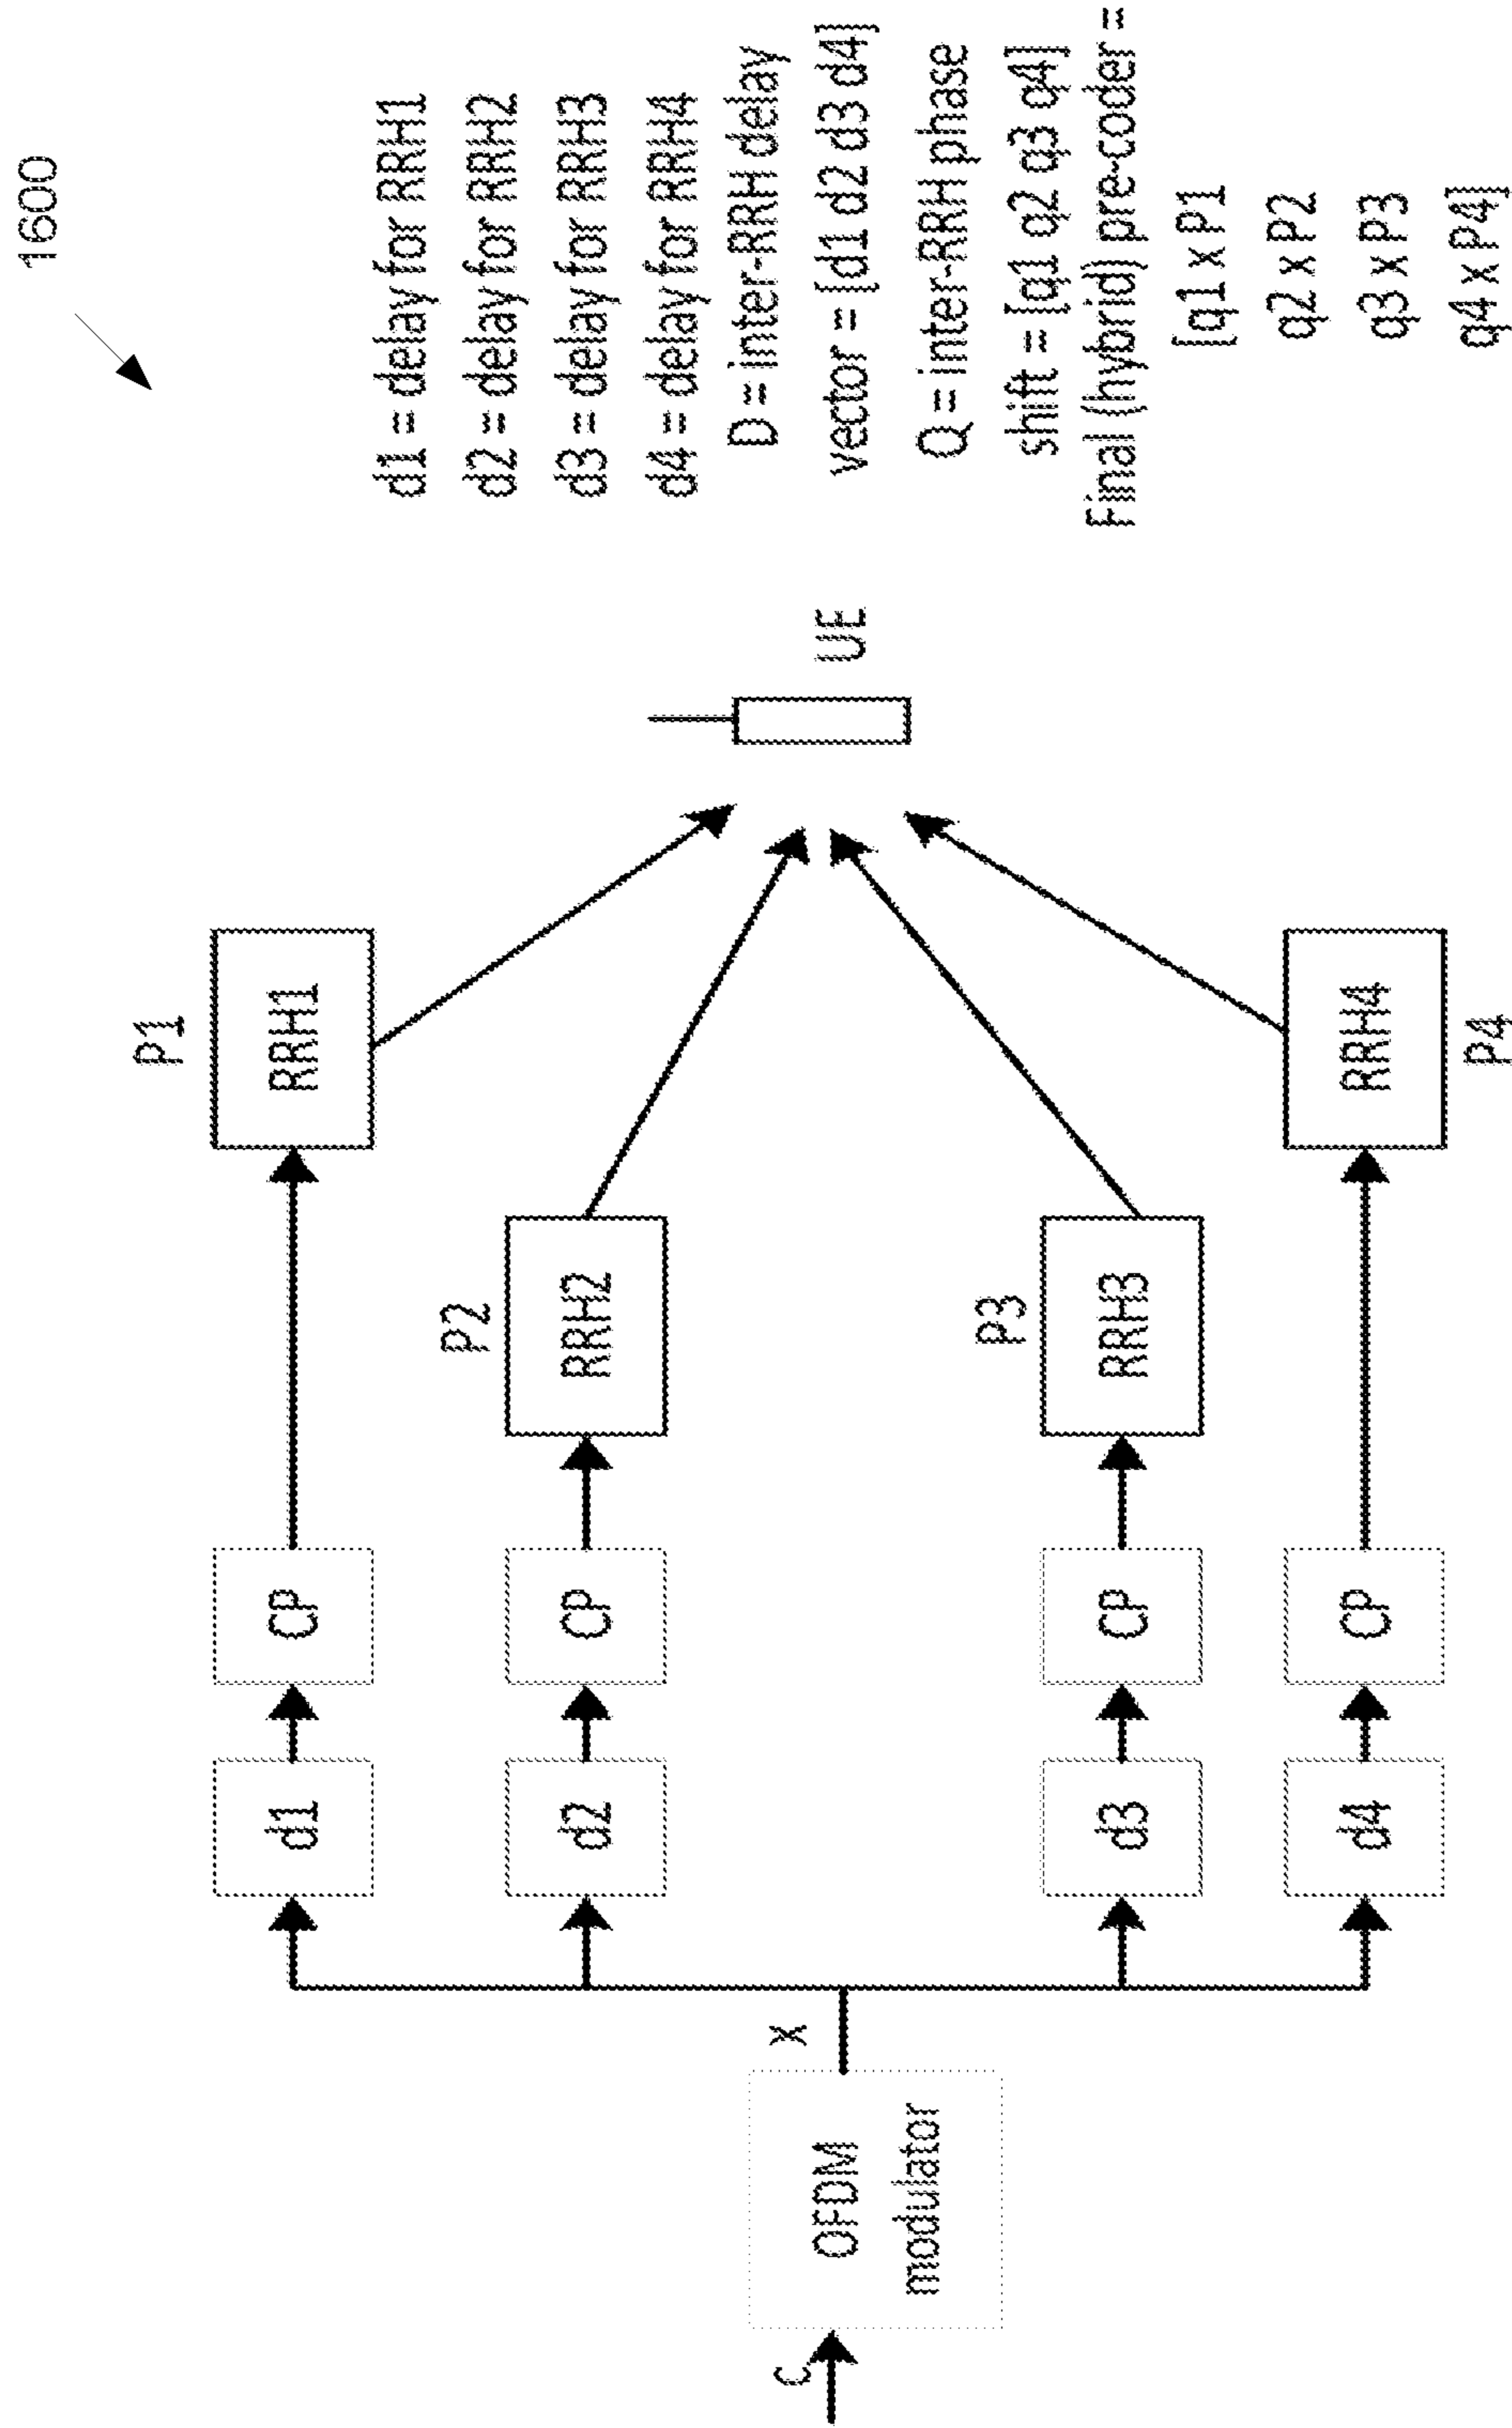 1600
C
OFDM
modulator
X
d1
CP
P1
RRH1
d2
CP
P2
RRH2
d3
CP
P3
RRH3
d4
CP
RRH4
P4
UE
d1 = delay for RRH1
d2 = delay for RRH2
d3 = delay for RRH3
d4 = delay for RRH4
D = inter-RRH delay
vector = [d1 d2 d3 d4]
Q = inter-RRH phase
shift = [q1 q2 q3 q4]
Final (hybrid) pre-coder =
[q1 x P1
q2 x P2
q3 x P3
q4 x P4]